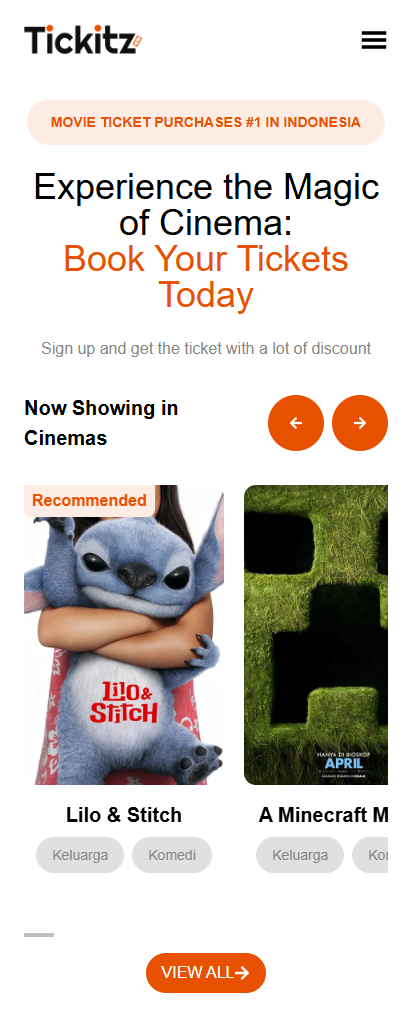 Tickitz
MOVIE TICKET PURCHASES #1 IN INDONESIA
Experience the Magic
of Cinema:
Book Your Tickets
Today
Sign up and get the ticket with a lot of discount
Now Showing in
Cinemas
Recommended
Lilo &
Stitch
HANYA DI BIOSKOP
APRIL
Lilo & Stitch
A Minecraft M
Keluarga
Komedi
Keluarga
Kor
VIEW ALL